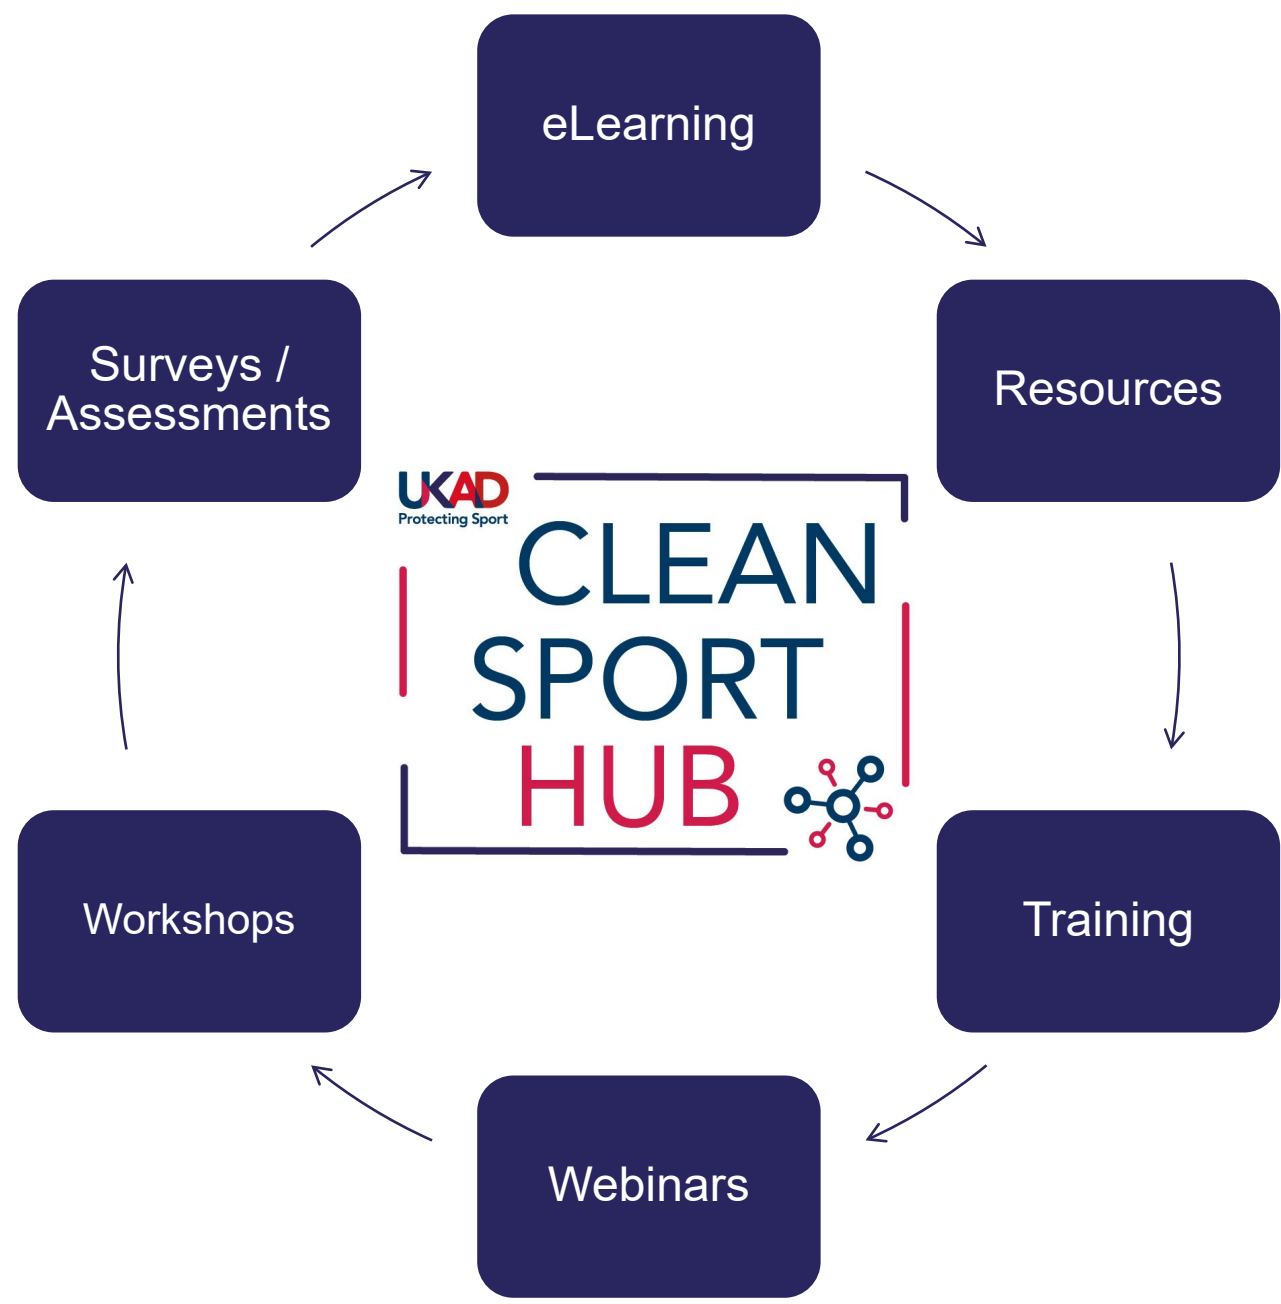 eLearning
Resources
Training
Webinars
Workshops
Surveys /
Assessments
UKAD
Protecting Sport
CLEAN
SPORT
HUB